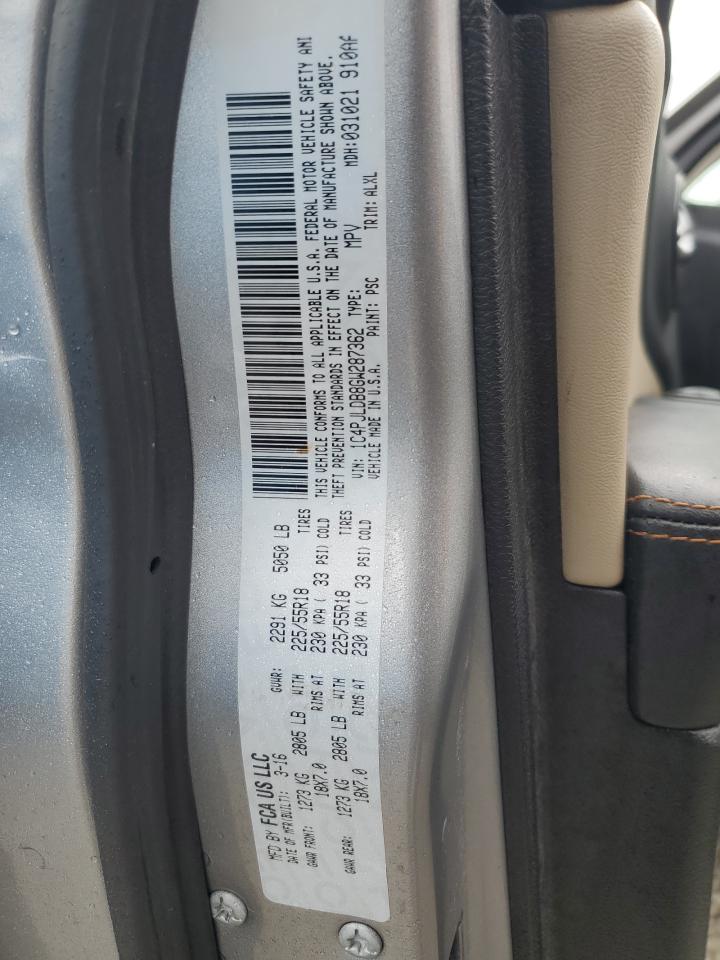 MFD BY FCA US LLC
DATE OF MFR(BUILT): 3-16 GVWR: 2291 KG 5050 LB
GAWR FRONT: 1273 KG 2805 LB WITH 225/55R18 TIRES
18X7.0 RIMS AT 230 KPA ( 33 PSI) COLD
GAWR REAR: 1273 KG 2805 LB WITH 225/55R18 TIRES
18X7.0 RIMS AT 230 KPA ( 33 PSI) COLD
THIS VEHICLE CONFORMS TO ALL APPLICABLE U.S.A. FEDERAL MOTOR VEHICLE SAFETY AND
THEFT PREVENTION STANDARDS IN EFFECT ON THE DATE OF MANUFACTURE SHOWN ABOVE.
VIN: 1C4PJLDB8GW287362 TYPE: MPV MDH:031021 910AF
VEHICLE MADE IN U.S.A. PAINT: PSC TRIM: ALXL